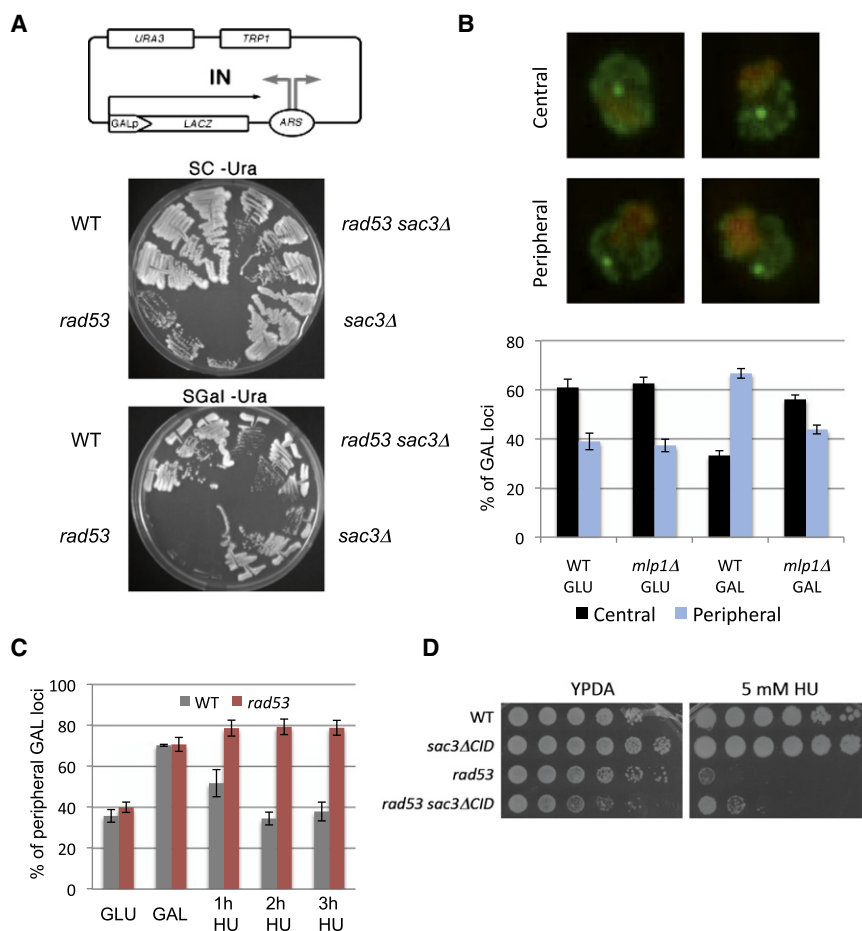 A
URA3 TRP1
IN
GALp LACZ ARS
SC -Ura
WT rad53 sac3Δ
rad53 sac3Δ
SGal -Ura
WT rad53 sac3Δ
rad53 sac3Δ
B
Central
Peripheral
% of GAL loci
80
60
40
20
0
WT mlp1Δ WT mlp1Δ
GLU GLU GAL GAL
Central Peripheral
C
% of peripheral GAL loci
WT rad53
100
80
60
40
20
0
GLU GAL 1h 2h 3h
HU HU HU
D
YPDA 5 mM HU
WT
sac3ΔCID
rad53
rad53 sac3ΔCID